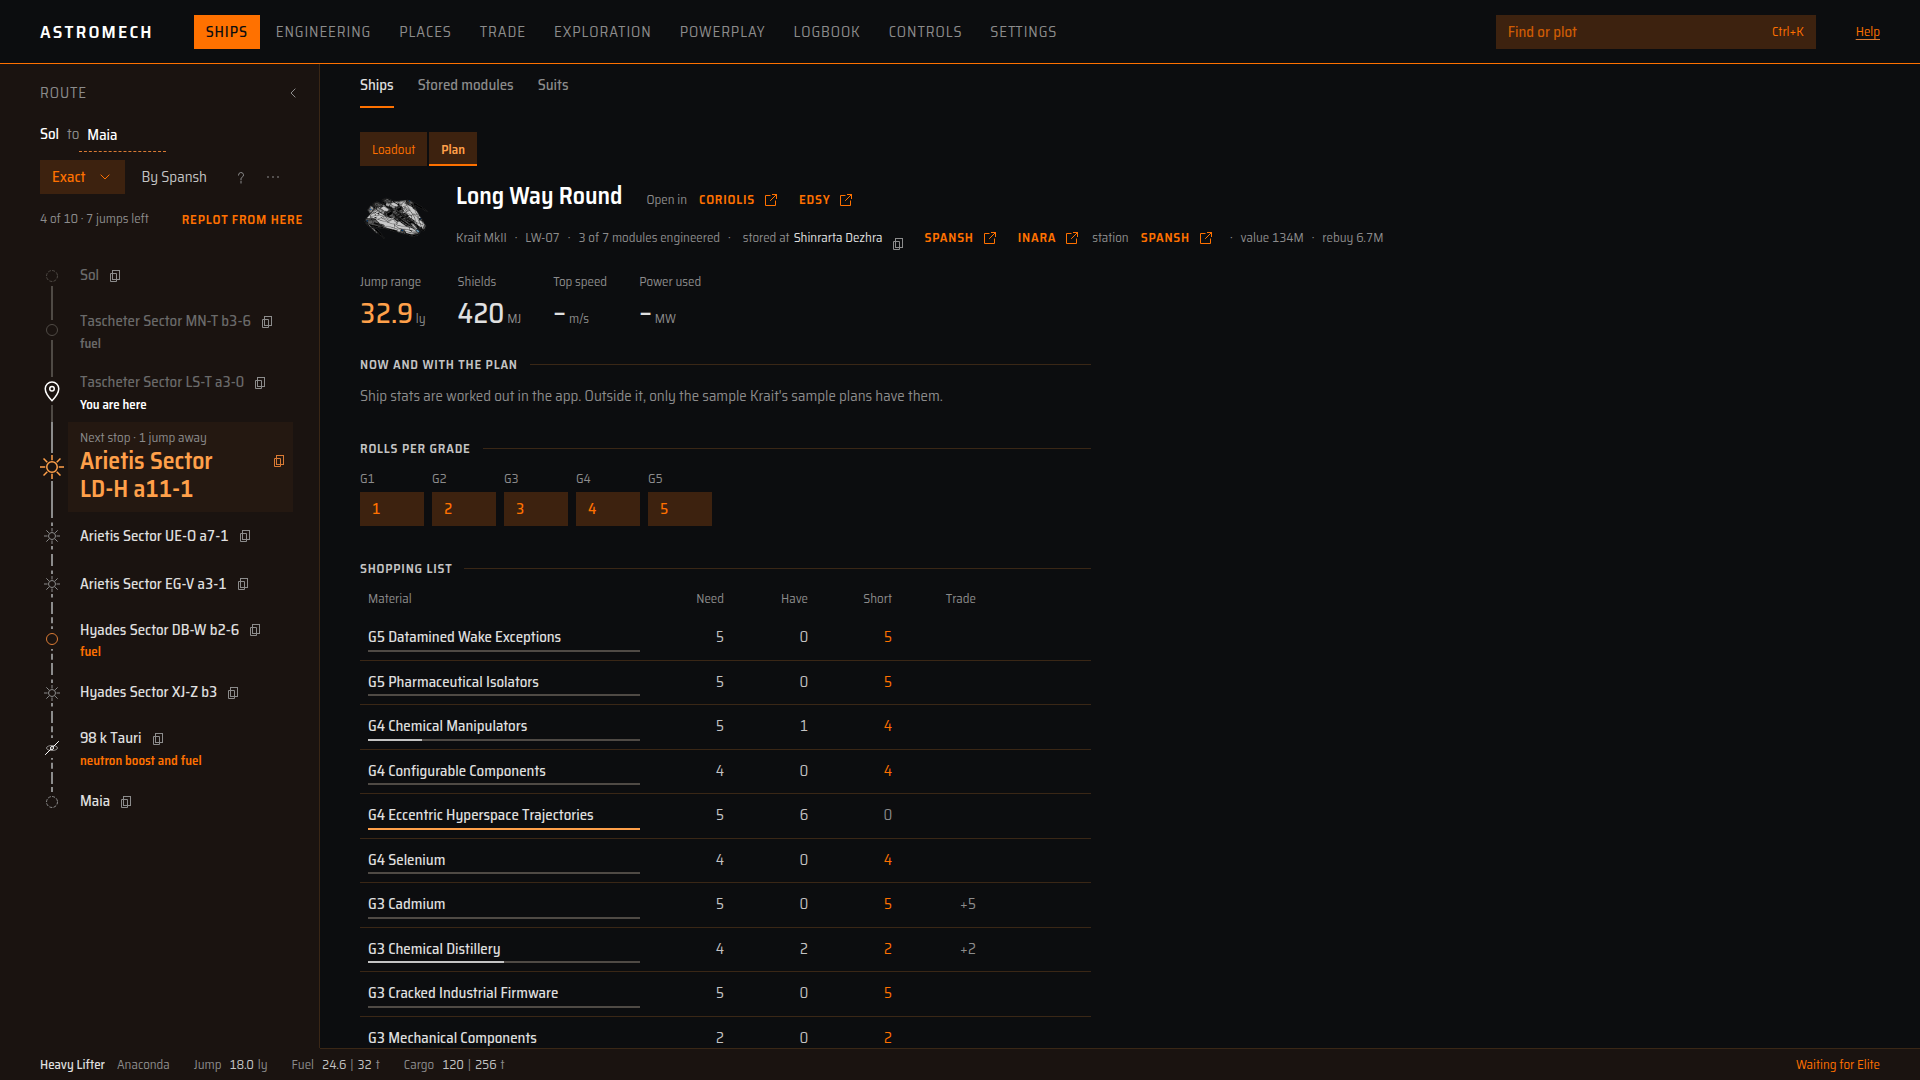 ASTROMECH SHIPS ENGINEERING PLACES TRADE EXPLORATION POWERPLAY LOGBOOK CONTROLS SETTINGS Find or plot Ctrl+K Help
ROUTE
Sol to Maia
Exact By Spansh ? ...
4 of 10 · 7 jumps left REPLOT FROM HERE
Sol
Tascheter Sector MN-T b3-6
fuel
Tascheter Sector LS-T a3-0
You are here
Next stop · 1 jump away
Arietis Sector
LD-H a11-1
Arietis Sector UE-O a7-1
Arietis Sector EG-V a3-1
Hyades Sector DB-W b2-6
fuel
Hyades Sector XJ-Z b3
98 k Tauri
neutron boost and fuel
Maia
Ships Stored modules Suits
Loadout Plan
Long Way Round Open in CORIOLIS EDSY
Krait MkII · LW-07 · 3 of 7 modules engineered · stored at Shinrarta Dezhra SPANSH INARA station SPANSH · value 134M · rebuy 6.7M
Jump range Shields Top speed Power used
32.9 ly 420 MJ – m/s – MW
NOW AND WITH THE PLAN
Ship stats are worked out in the app. Outside it, only the sample Krait's sample plans have them.
ROLLS PER GRADE
G1 G2 G3 G4 G5
1 2 3 4 5
SHOPPING LIST
Material Need Have Short Trade
G5 Datamined Wake Exceptions 5 0 5
G5 Pharmaceutical Isolators 5 0 5
G4 Chemical Manipulators 5 1 4
G4 Configurable Components 4 0 4
G4 Eccentric Hyperspace Trajectories 5 6 0
G4 Selenium 4 0 4
G3 Cadmium 5 0 5 +5
G3 Chemical Distillery 4 2 2 +2
G3 Cracked Industrial Firmware 5 0 5
G3 Mechanical Components 2 0 2
Heavy Lifter Anaconda Jump 18.0 ly Fuel 24.6 | 32 t Cargo 120 | 256 t Waiting for Elite